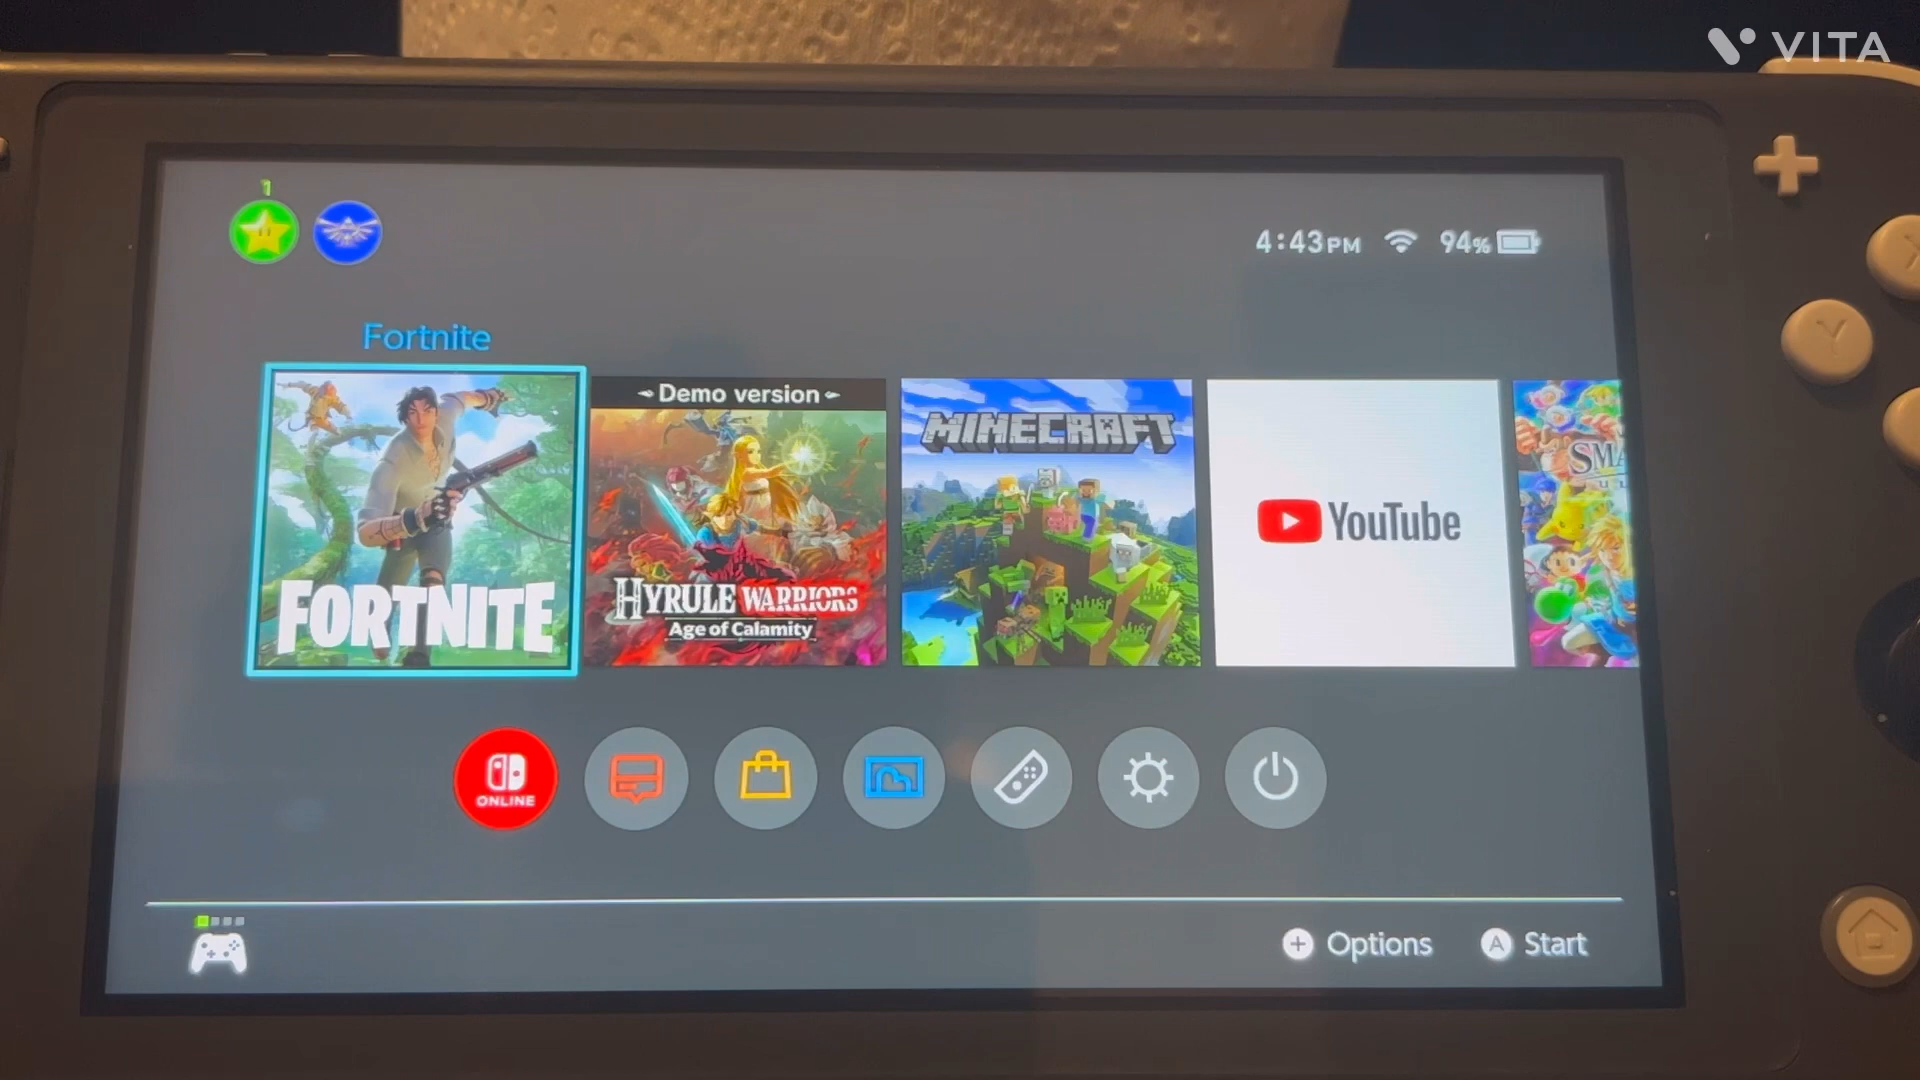 VITA
1
4:43PM 94%
Fortnite
FORTNITE
Demo version
HYRULE WARRIORS
Age of Calamity
MINECRAFT
YouTube
ONLINE
Options
A Start
Y